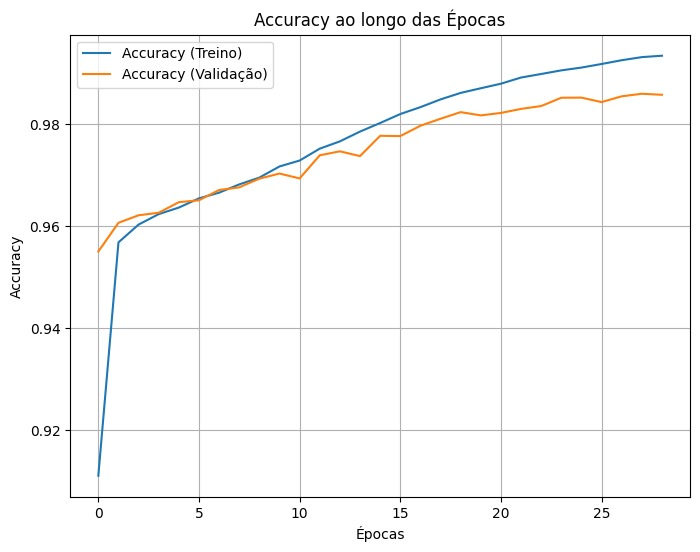 Accuracy ao longo das Épocas
Accuracy (Treino)
Accuracy (Validação)
Accuracy
0.98
0.96
0.94
0.92
0 5 10 15 20 25
Épocas